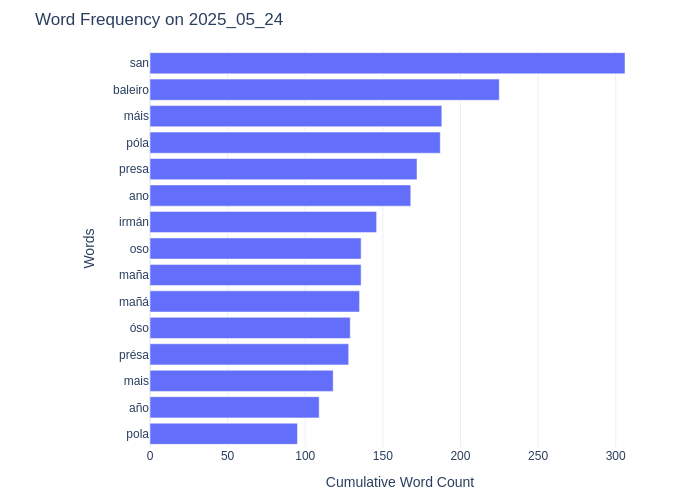 Word Frequency on 2025_05_24
san
baleiro
máis
póla
presa
ano
irmán
oso
maña
mañá
óso
présa
mais
año
pola
Words
0 50 100 150 200 250 300
Cumulative Word Count